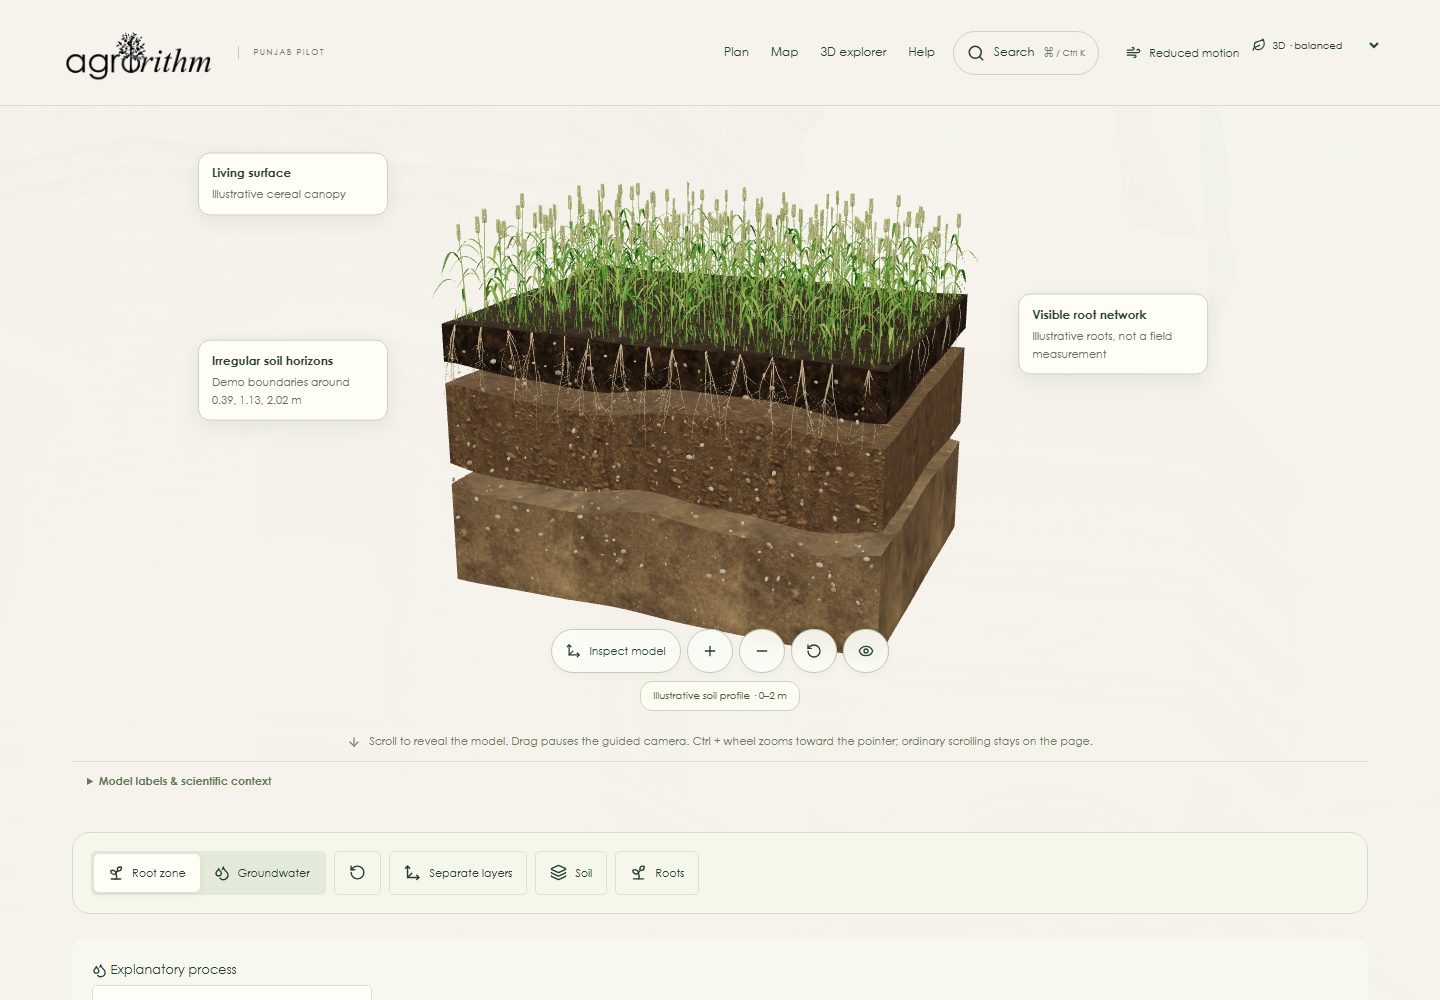 agrorithm
PUNJAB PILOT
Plan
Map
3D explorer
Help
Search ⌘ / Ctrl K
Reduced motion
3D · balanced
Living surface
Illustrative cereal canopy
Visible root network
Illustrative roots, not a field
measurement
Irregular soil horizons
Demo boundaries around
0.39, 1.13, 2.02 m
Inspect model
Illustrative soil profile · 0–2 m
Scroll to reveal the model. Drag pauses the guided camera. Ctrl + wheel zooms toward the pointer; ordinary scrolling stays on the page.
Model labels & scientific context
Root zone
Groundwater
Separate layers
Soil
Roots
Explanatory process